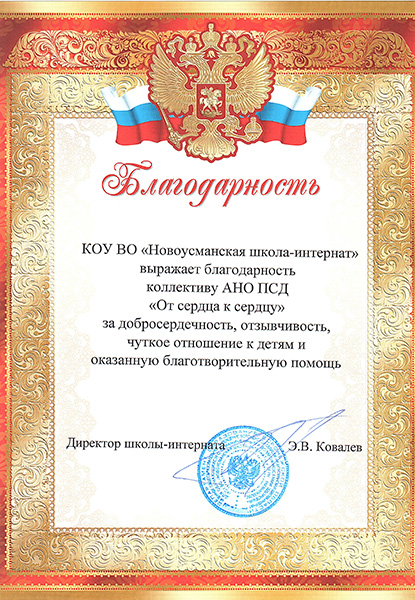 Благодарность
КОУ ВО «Новоусманская школа-интернат»
выражает благодарность
коллективу АНО ПСД
«От сердца к сердцу»
за добросердечность, отзывчивость,
чуткое отношение к детям и
оказанную благотворительную помощь
Директор школы-интерната Э.В. Ковалев